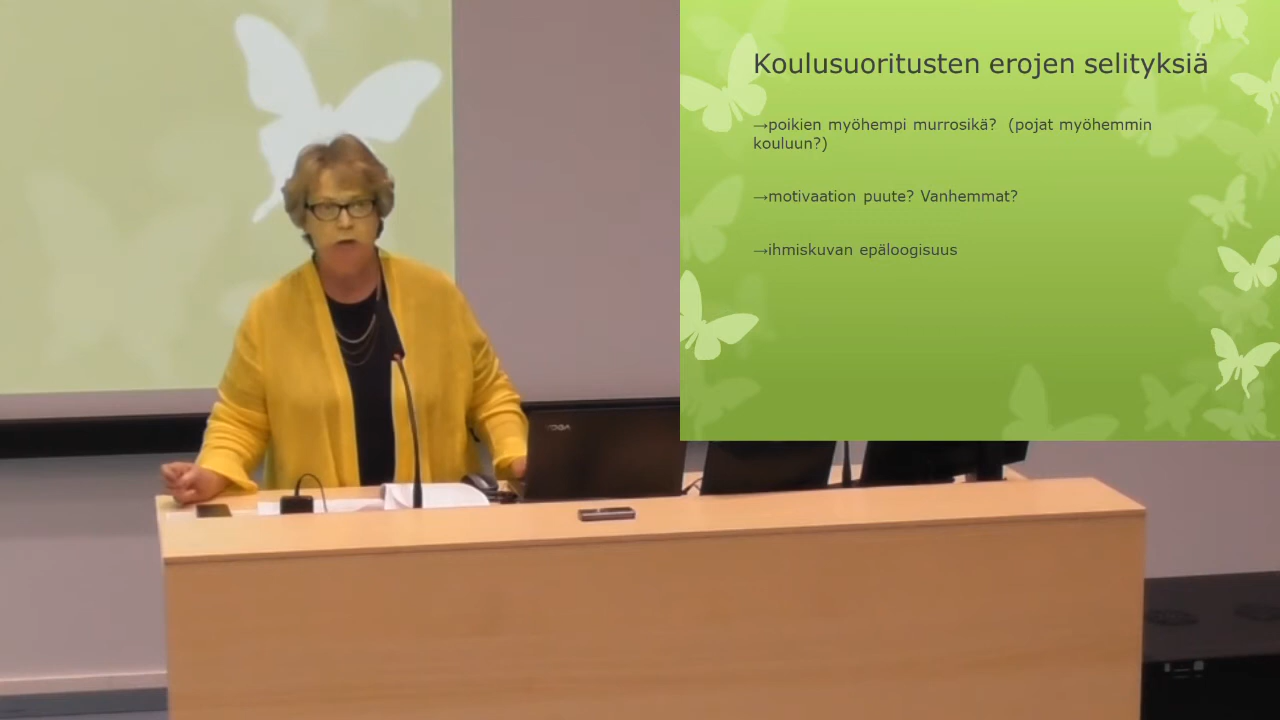 Koulusuoritusten erojen selityksiä
→poikien myöhempi murrosikä? (pojat myöhemmin
kouluun?)
→motivaation puute? Vanhemmat?
→ihmiskuvan epäloogisuus
YOGA